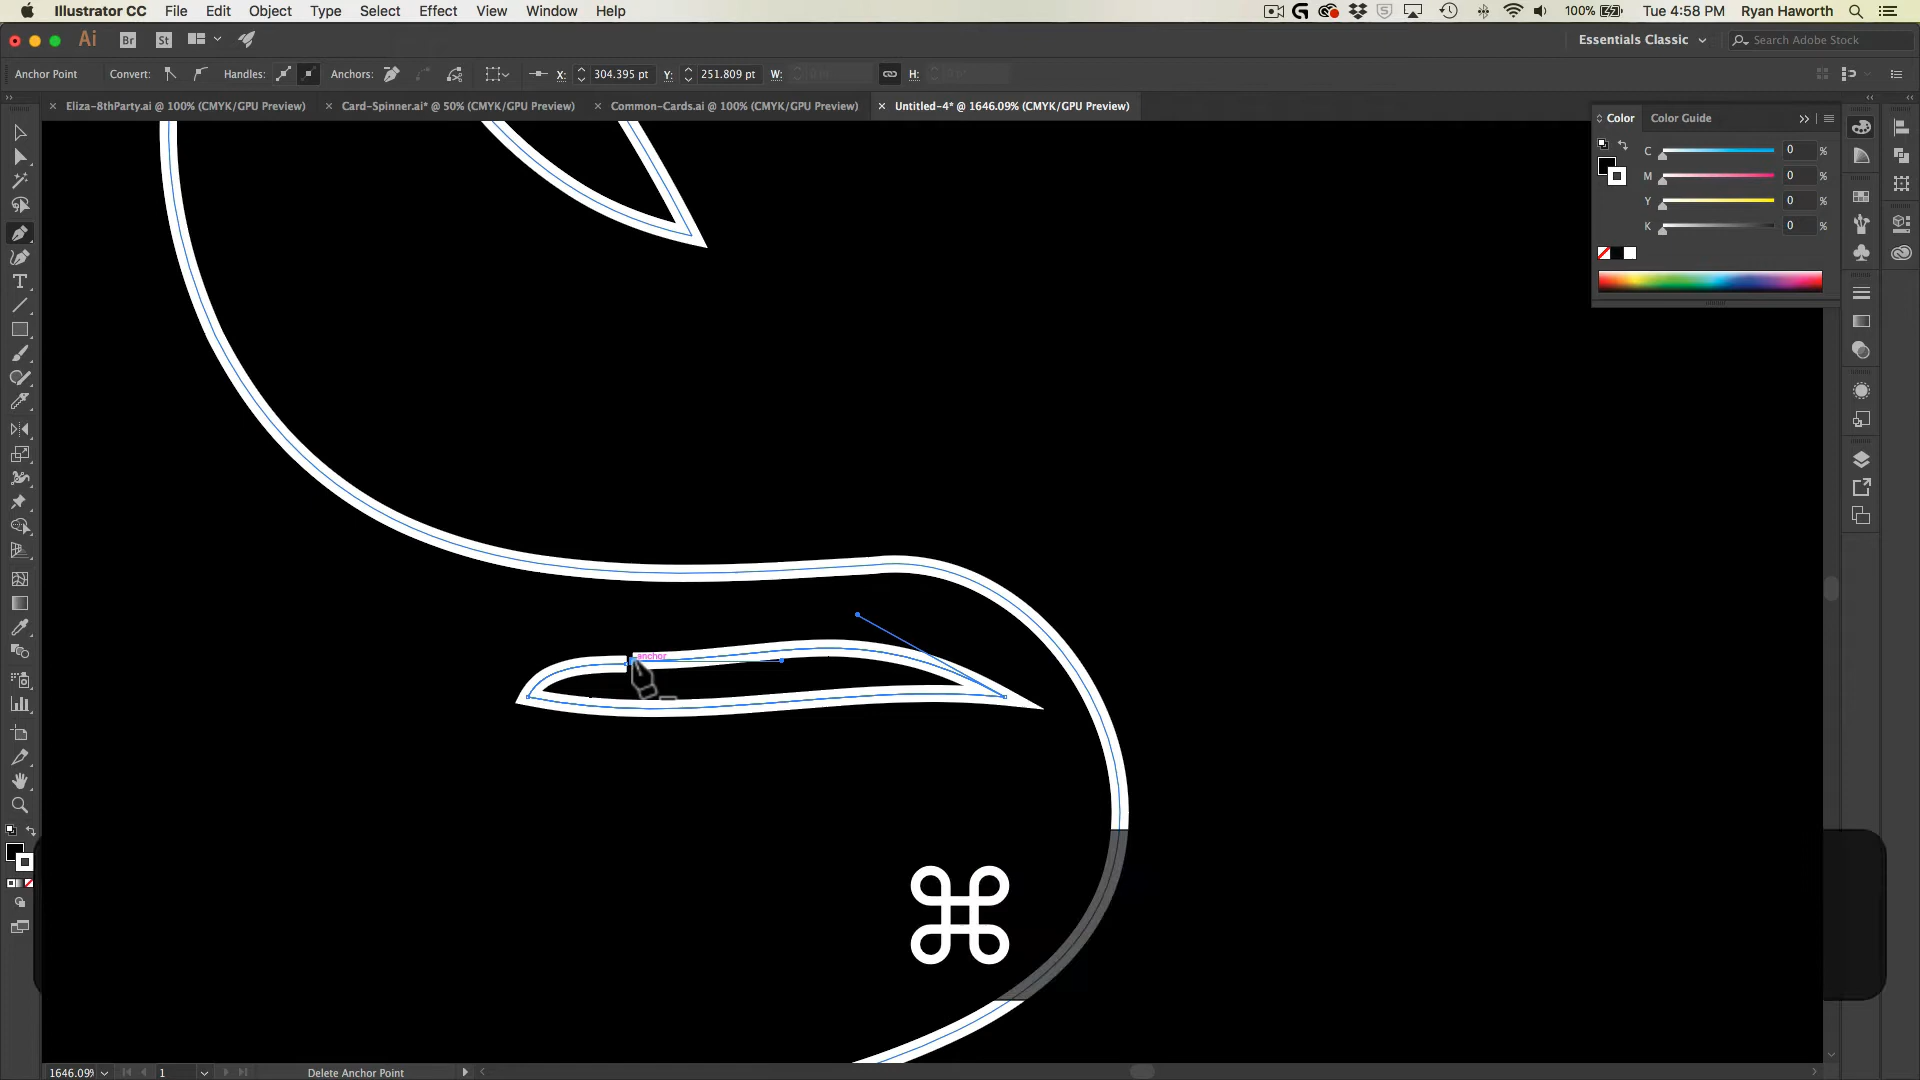 Illustrator CC File Edit Object Type Select Effect View Window Help 100% Tue 4:58 PM Ryan Haworth
Ai Br St Essentials Classic Search Adobe Stock
Anchor Point Convert: Handles: Anchors: X: 304.395 pt Y: 251.809 pt W: H:
Eliza-8thParty.ai @ 100% (CMYK/GPU Preview) Card-Spinner.ai* @ 50% (CMYK/GPU Preview) Common-Cards.ai @ 100% (CMYK/GPU Preview) Untitled-4* @ 1646.09% (CMYK/GPU Preview)
Color Color Guide
C 0 %
M 0 %
Y 0 %
K 0 %
anchor
⌘
1646.09% 1 Delete Anchor Point